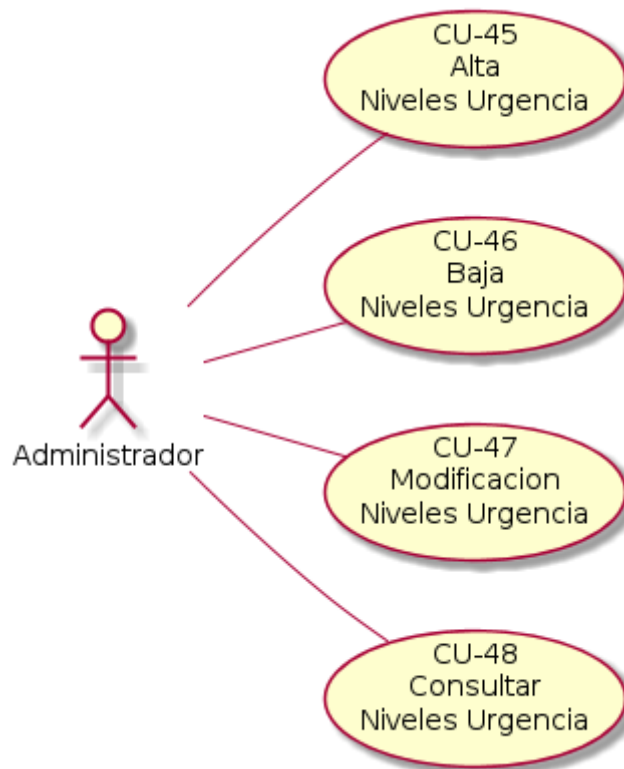 CU-45
Alta
Niveles Urgencia
CU-46
Baja
Niveles Urgencia
Administrador
CU-47
Modificacion
Niveles Urgencia
CU-48
Consultar
Niveles Urgencia